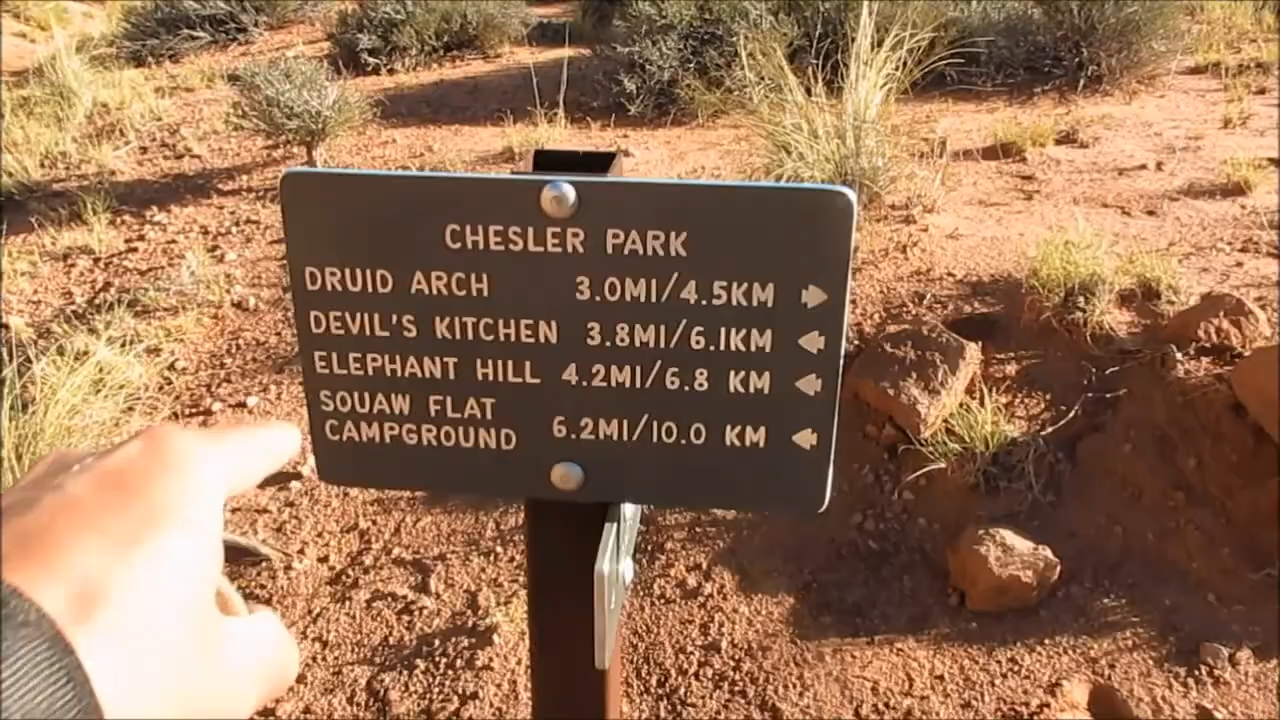 CHESLER PARK
DRUID ARCH 3.0MI/4.5KM
DEVIL'S KITCHEN 3.8MI/6.1KM
ELEPHANT HILL 4.2MI/6.8 KM
SQUAW FLAT
CAMPGROUND 6.2MI/10.0 KM